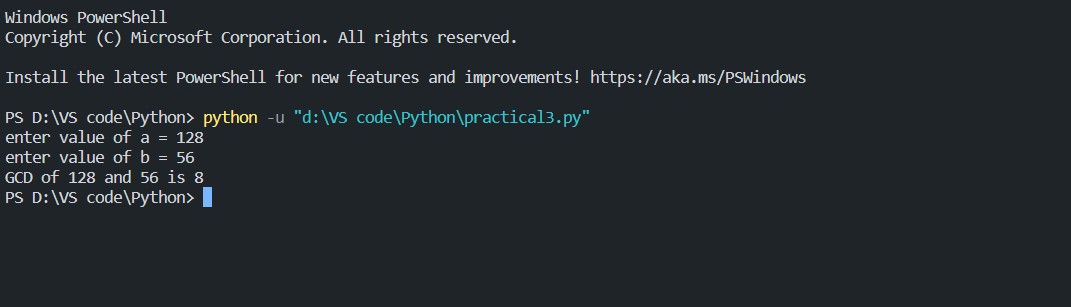 Windows PowerShell
Copyright (C) Microsoft Corporation. All rights reserved.
Install the latest PowerShell for new features and improvements! https://aka.ms/PSWindows
PS D:\VS code\Python> python -u "d:\VS code\Python\practical3.py"
enter value of a = 128
enter value of b = 56
GCD of 128 and 56 is 8
PS D:\VS code\Python>